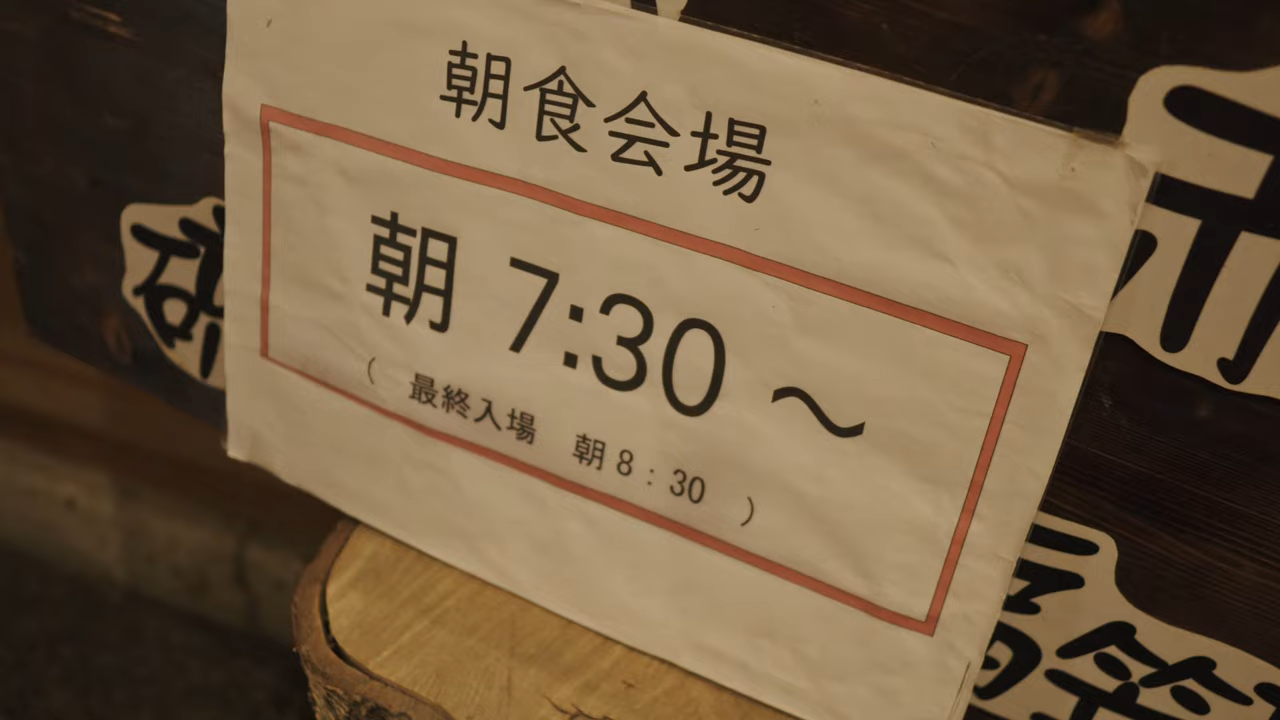 朝食会場
朝 7:30 ～
（ 最終入場 朝 8：30 ）